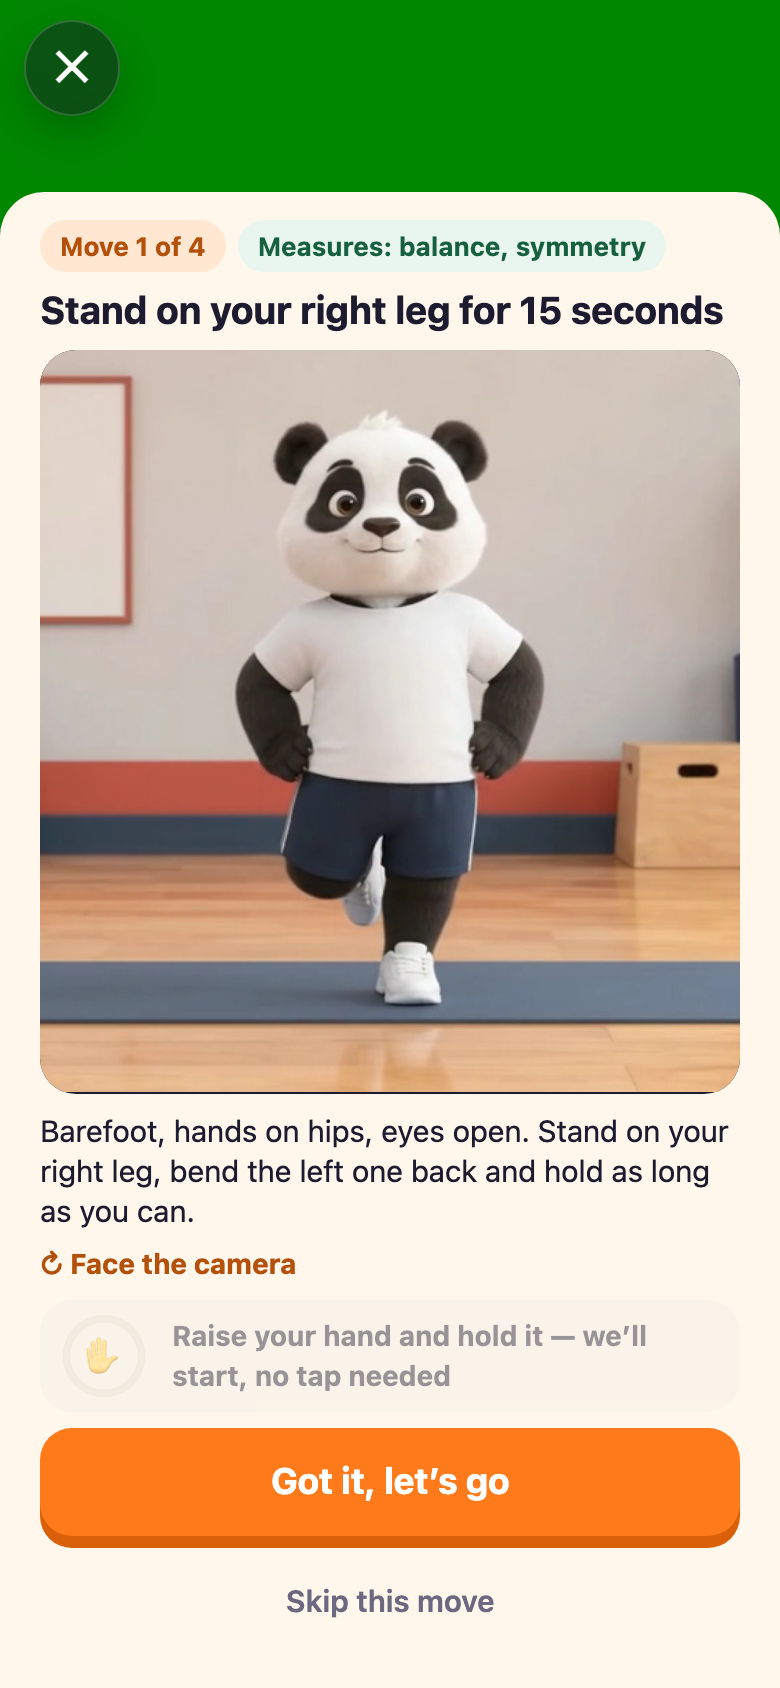 Move 1 of 4
Measures: balance, symmetry
Stand on your right leg for 15 seconds
Barefoot, hands on hips, eyes open. Stand on your
right leg, bend the left one back and hold as long
as you can.
↻ Face the camera
Raise your hand and hold it — we’ll
start, no tap needed
Got it, let’s go
Skip this move